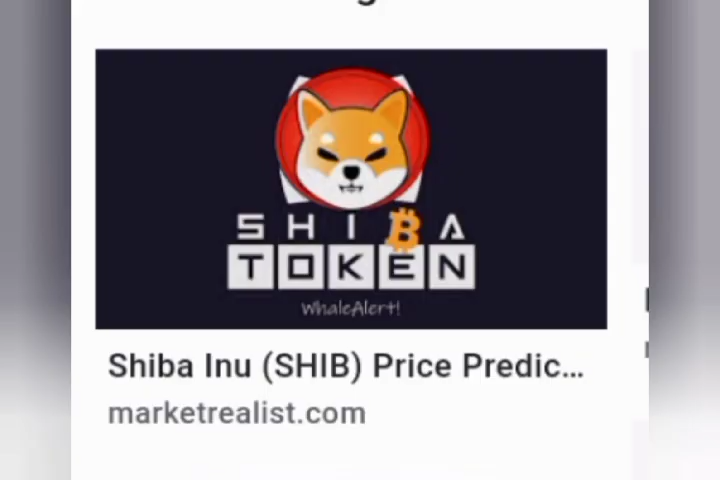 SHIBA
TOKEN
WhaleAlert!
Shiba Inu (SHIB) Price Predic...
marketrealist.com